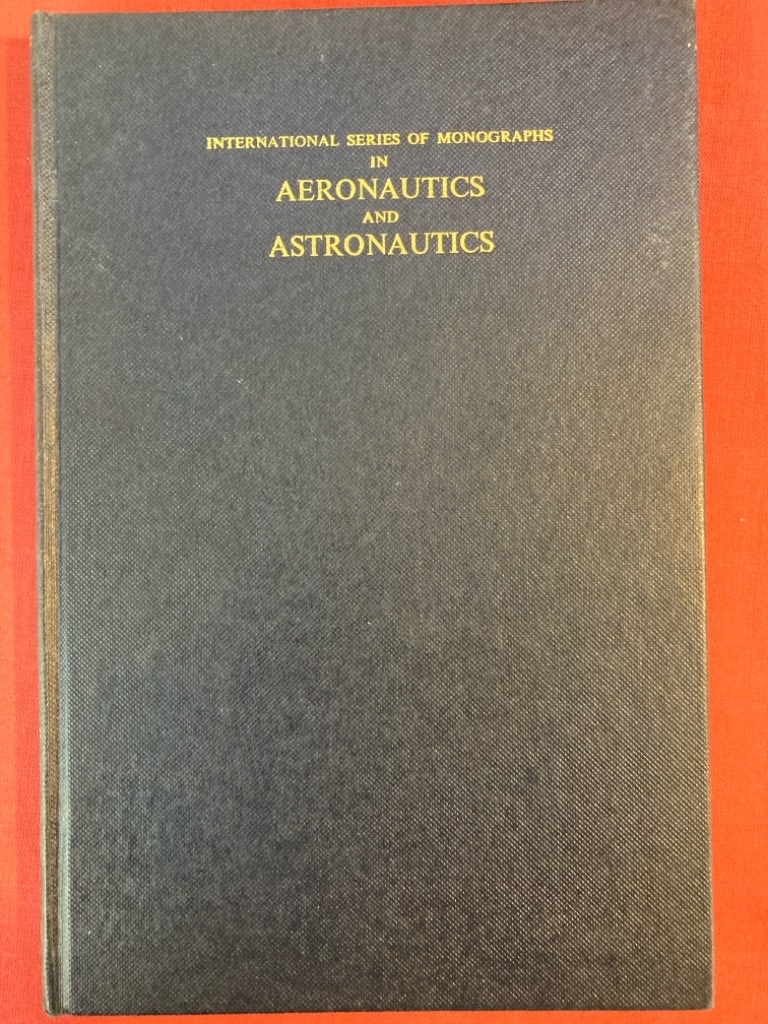 INTERNATIONAL SERIES OF MONOGRAPHS
IN
AERONAUTICS
AND
ASTRONAUTICS